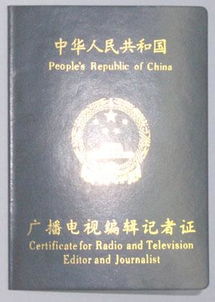 中华人民共和国
People's Republic of China
广播电视编辑记者证
Certificate for Radio and Television
Editor and Journalist